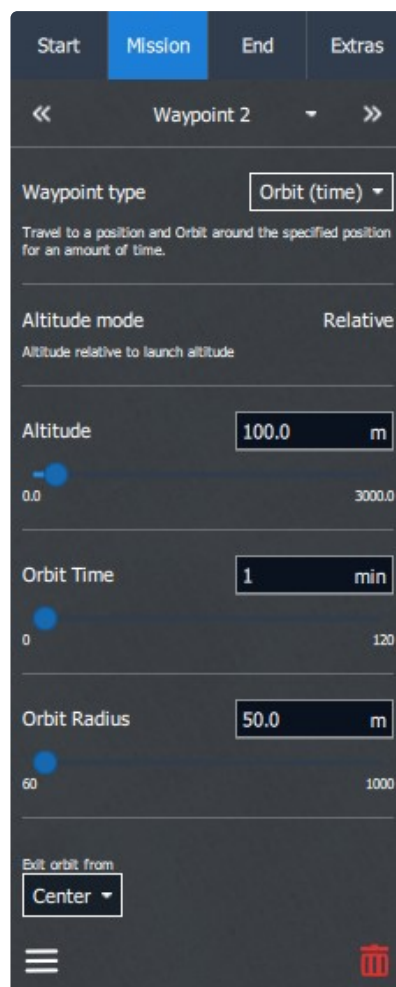 Start Mission End Extras
« Waypoint 2 »
Waypoint type Orbit (time)
Travel to a position and Orbit around the specified position
for an amount of time.
Altitude mode Relative
Altitude relative to launch altitude
Altitude 100.0 m
0.0 3000.0
Orbit Time 1 min
0 120
Orbit Radius 50.0 m
60 1000
Exit orbit from
Center